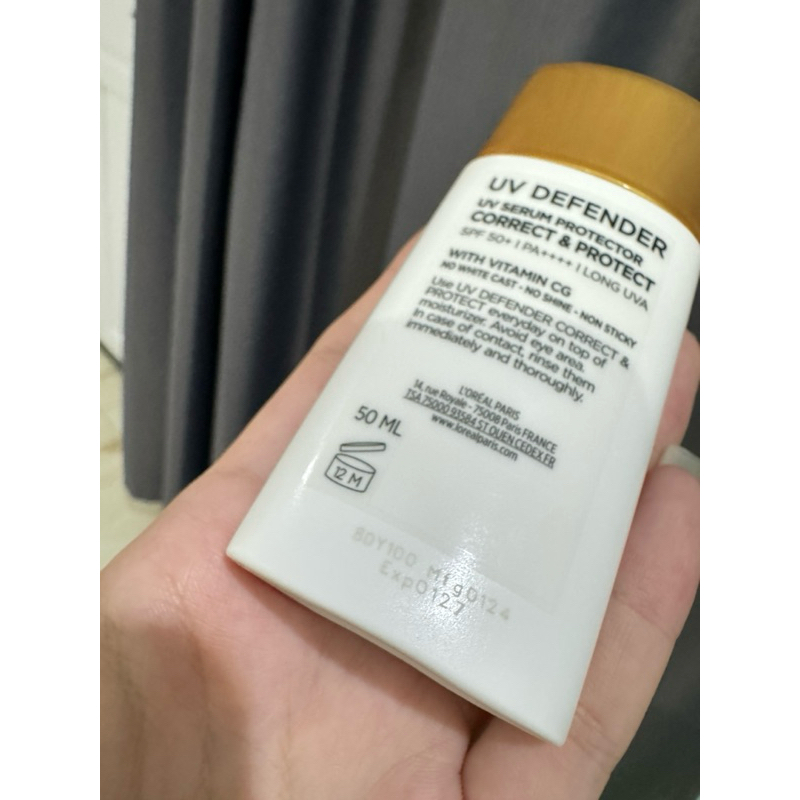 UV DEFENDER
UV SERUM PROTECTOR
CORRECT & PROTECT
SPF 50+ I PA++++ I LONG UVA
WITH VITAMIN CG
NO WHITE CAST - NO SHINE - NON STICKY
Use UV DEFENDER CORRECT &
PROTECT everyday on top of
moisturizer. Avoid eye area.
In case of contact, rinse them
immediately and thoroughly.
L'ORÉAL PARIS
14, rue Royale - 75008 Paris FRANCE
TSA 75000 93584 ST OUEN CEDEX FR
www.lorealparis.com
50 ML
12 M
8DY100 Mfg0124
Exp0127